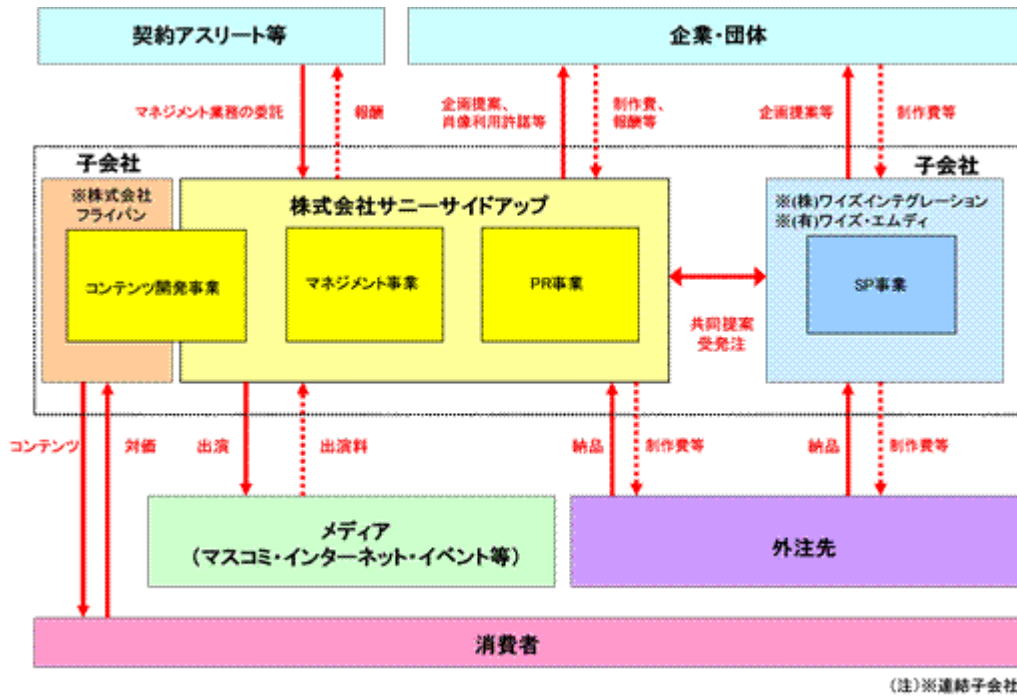 契約アスリート等
企業・団体
マネジメント業務の委託
報酬
企画提案、
肖像利用許諾等
制作費、
報酬等
企画提案等
制作費等
子会社
子会社
※株式会社
フライパン
株式会社サニーサイドアップ
※(株)ワイズインテグレーション
※(有)ワイズ・エムディ
コンテンツ開発事業
マネジメント事業
PR事業
SP事業
共同提案
受発注
コンテンツ
対価
出演
出演料
納品
制作費等
納品
制作費等
メディア
(マスコミ・インターネット・イベント等)
外注先
消費者
(注)※連結子会社